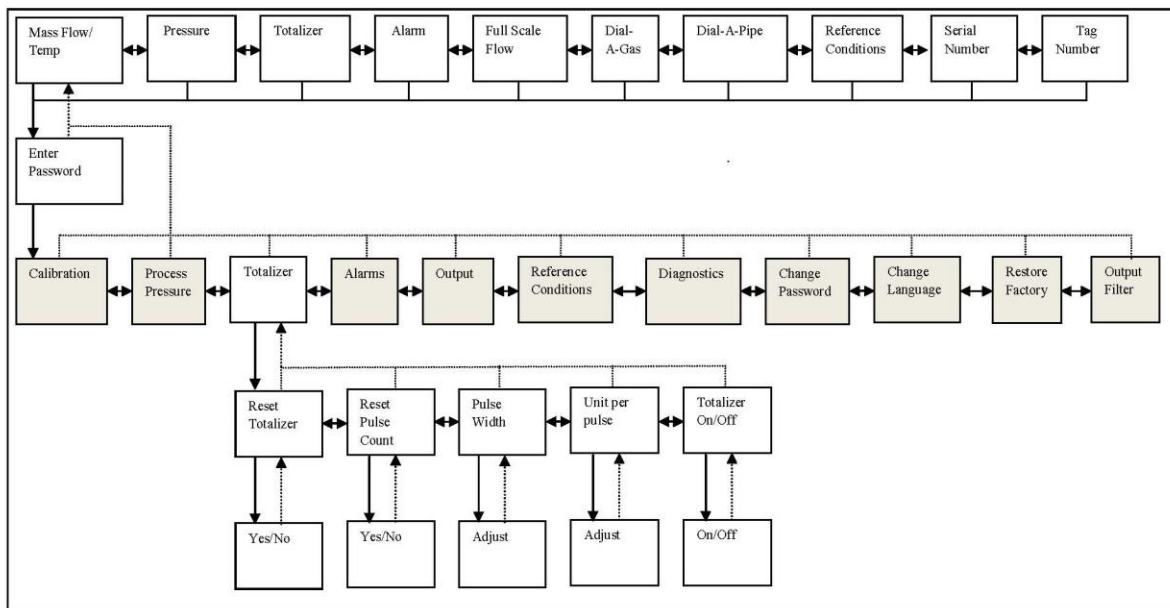 Mass Flow/
Temp
Pressure
Totalizer
Alarm
Full Scale
Flow
Dial-
A-Gas
Dial-A-Pipe
Reference
Conditions
Serial
Number
Tag
Number
Enter
Password
Calibration
Process
Pressure
Totalizer
Alarms
Output
Reference
Conditions
Diagnostics
Change
Password
Change
Language
Restore
Factory
Output
Filter
Reset
Totalizer
Reset
Pulse
Count
Pulse
Width
Unit per
pulse
Totalizer
On/Off
Yes/No
Yes/No
Adjust
Adjust
On/Off